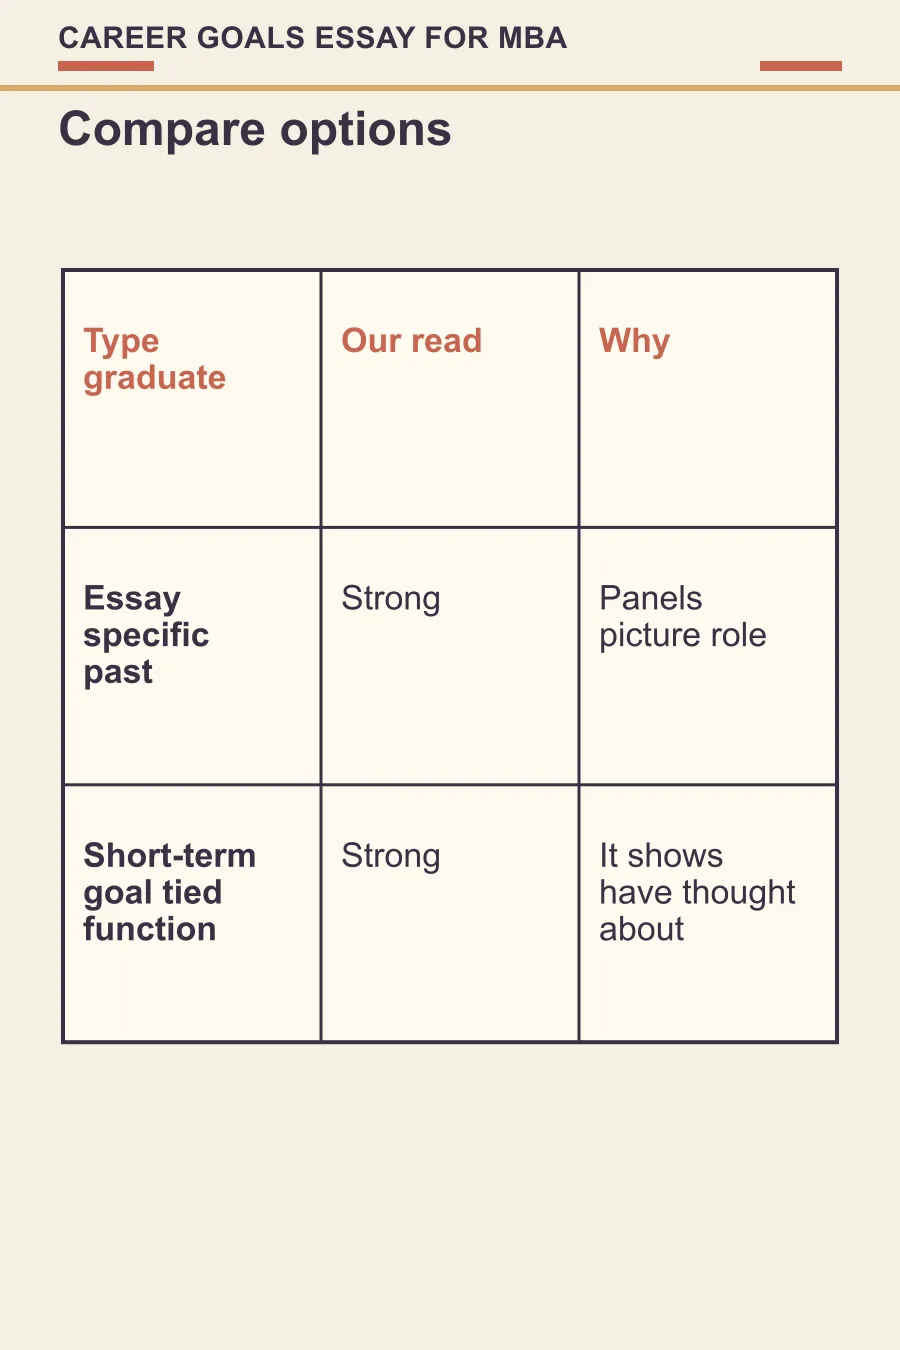 CAREER GOALS ESSAY FOR MBA
Compare options
Type
graduate
Our read
Why
Essay
specific
past
Strong
Panels
picture role
Short-term
goal tied
function
Strong
It shows
have thought
about